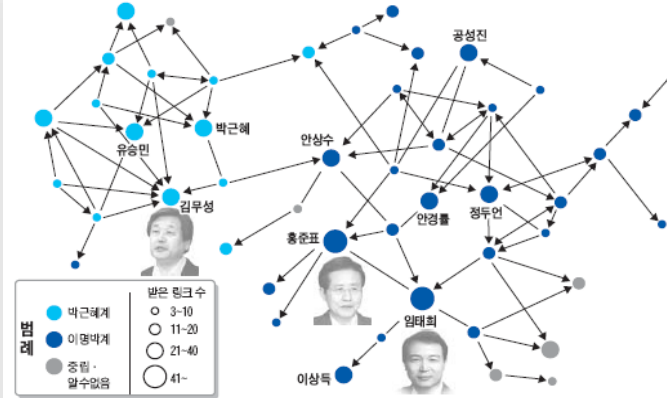 공성진
박근혜
유승민
안상수
김무성
안경률
정두언
홍준표
임태희
이상득
범례
박근혜계
이명박계
중립·
알수없음
받은 링크 수
3~10
11~20
21~40
41~